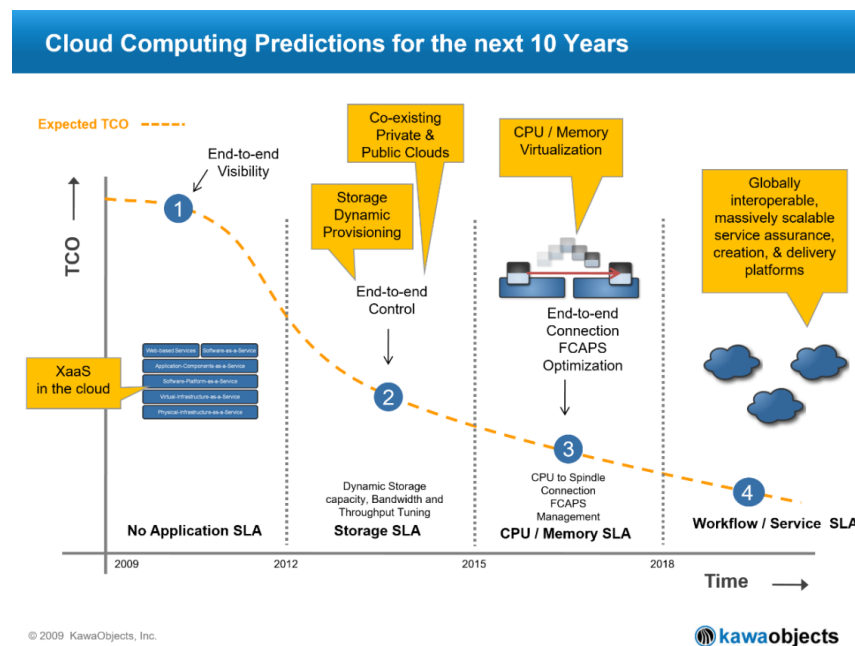 Cloud Computing Predictions for the next 10 Years
Expected TCO
End-to-end
Visibility
Co-existing
Private &
Public Clouds
CPU / Memory
Virtualization
Storage
Dynamic
Provisioning
Globally
interoperable,
massively scalable
service assurance,
creation, & delivery
platforms
TCO
1
End-to-end
Control
End-to-end
Connection
FCAPS
Optimization
XaaS
in the cloud
Web-based Services
Software-as-a-Service
Application-Components-as-a-Service
Software-Platform-as-a-Service
Virtual-Infrastructure-as-a-Service
Physical-Infrastructure-as-a-Service
2
3
4
Dynamic Storage
capacity, Bandwidth and
Throughput Tuning
CPU to Spindle
Connection
FCAPS
Management
No Application SLA
Storage SLA
CPU / Memory SLA
Workflow / Service SLA
2009
2012
2015
2018
Time
© 2009 KawaObjects, Inc.
kawaobjects